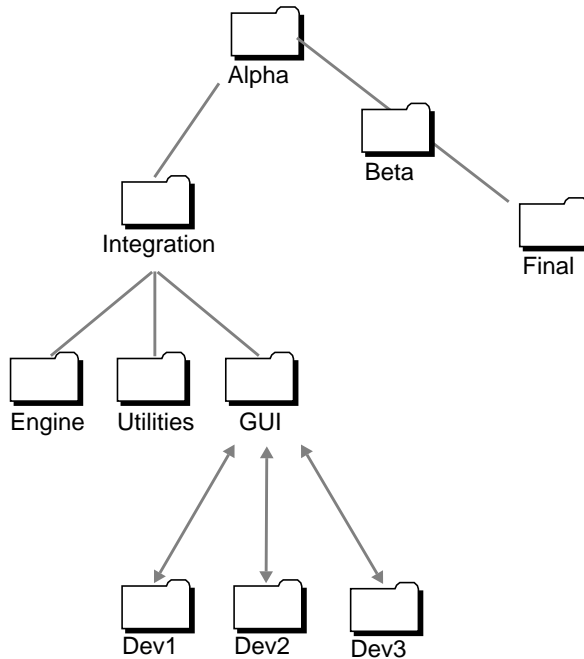 Alpha
Beta
Integration
Final
Engine
Utilities
GUI
Dev1
Dev2
Dev3